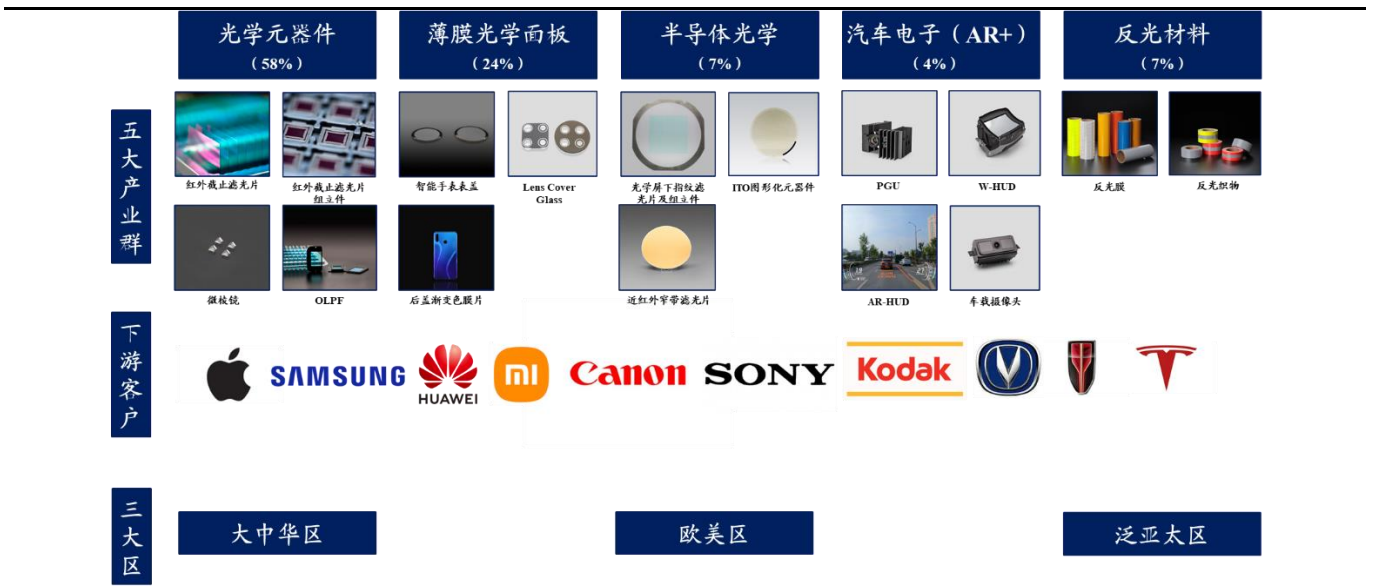 光学元器件
（58%）
薄膜光学面板
（24%）
半导体光学
（7%）
汽车电子（AR+）
（4%）
反光材料
（7%）
五大产业群
红外截止滤光片
红外截止滤光片
组立件
智能手表表盖
Lens Cover
Glass
光学屏下指纹滤
光片及组立件
ITO图形化元器件
PGU
W-HUD
反光膜
反光织物
微棱镜
OLPF
后盖渐变色膜片
近红外窄带滤光片
AR-HUD
车载摄像头
下游客户
SAMSUNG
HUAWEI
mi
Canon
SONY
Kodak
三大区
大中华区
欧美区
泛亚太区